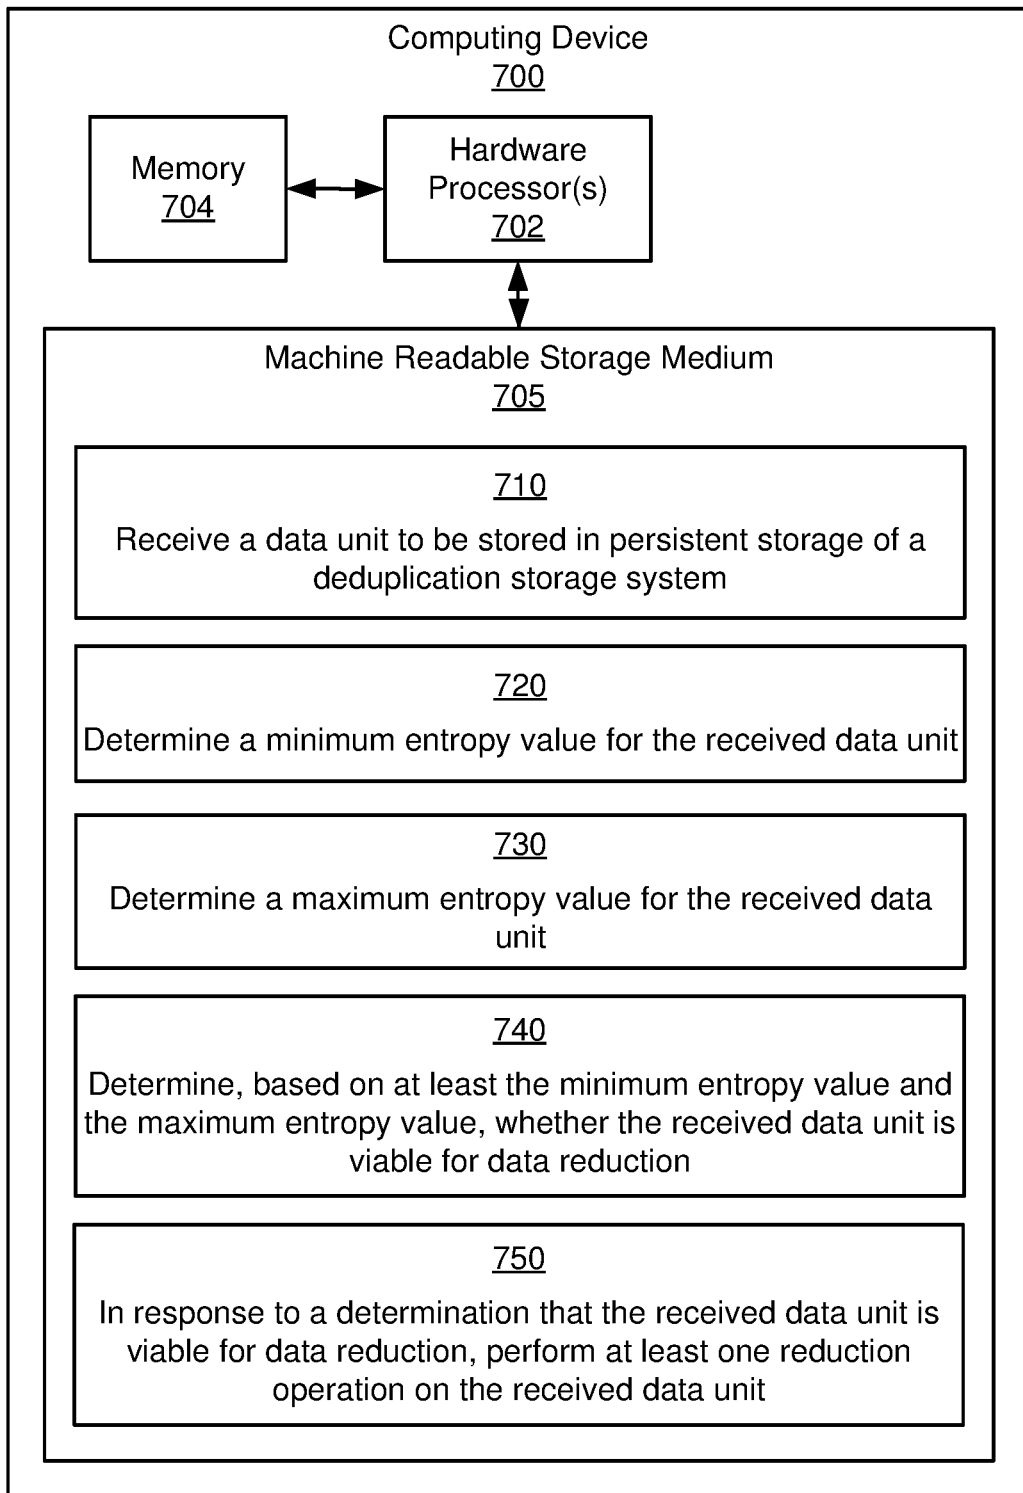 Computing Device
700
Memory
704
Hardware
Processor(s)
702
Machine Readable Storage Medium
705
710
Receive a data unit to be stored in persistent storage of a
deduplication storage system
720
Determine a minimum entropy value for the received data unit
730
Determine a maximum entropy value for the received data
unit
740
Determine, based on at least the minimum entropy value and
the maximum entropy value, whether the received data unit is
viable for data reduction
750
In response to a determination that the received data unit is
viable for data reduction, perform at least one reduction
operation on the received data unit